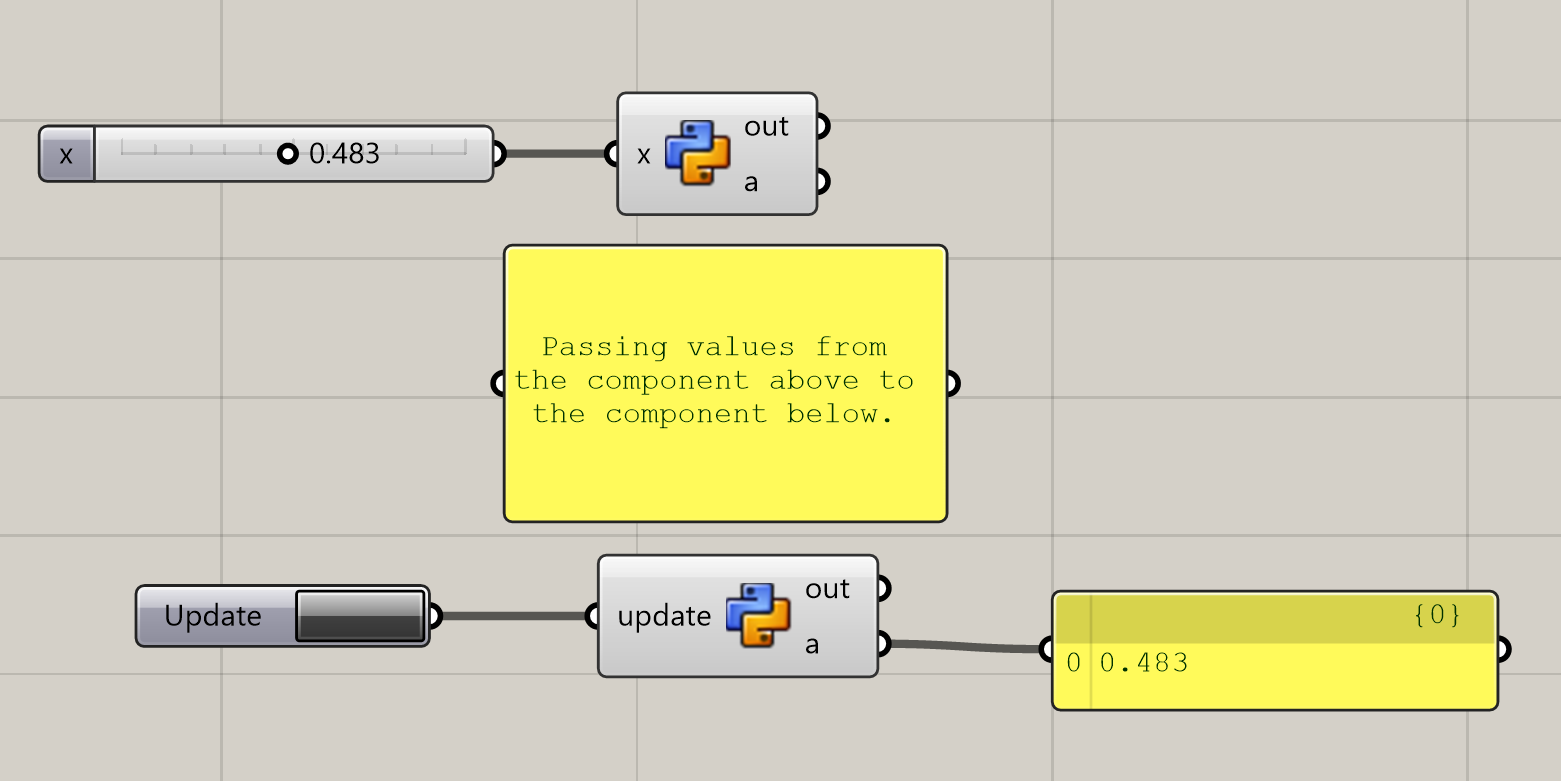 x
0.483
x
out
a
Passing values from
the component above to
the component below.
Update
update
out
a
{0}
0 0.483